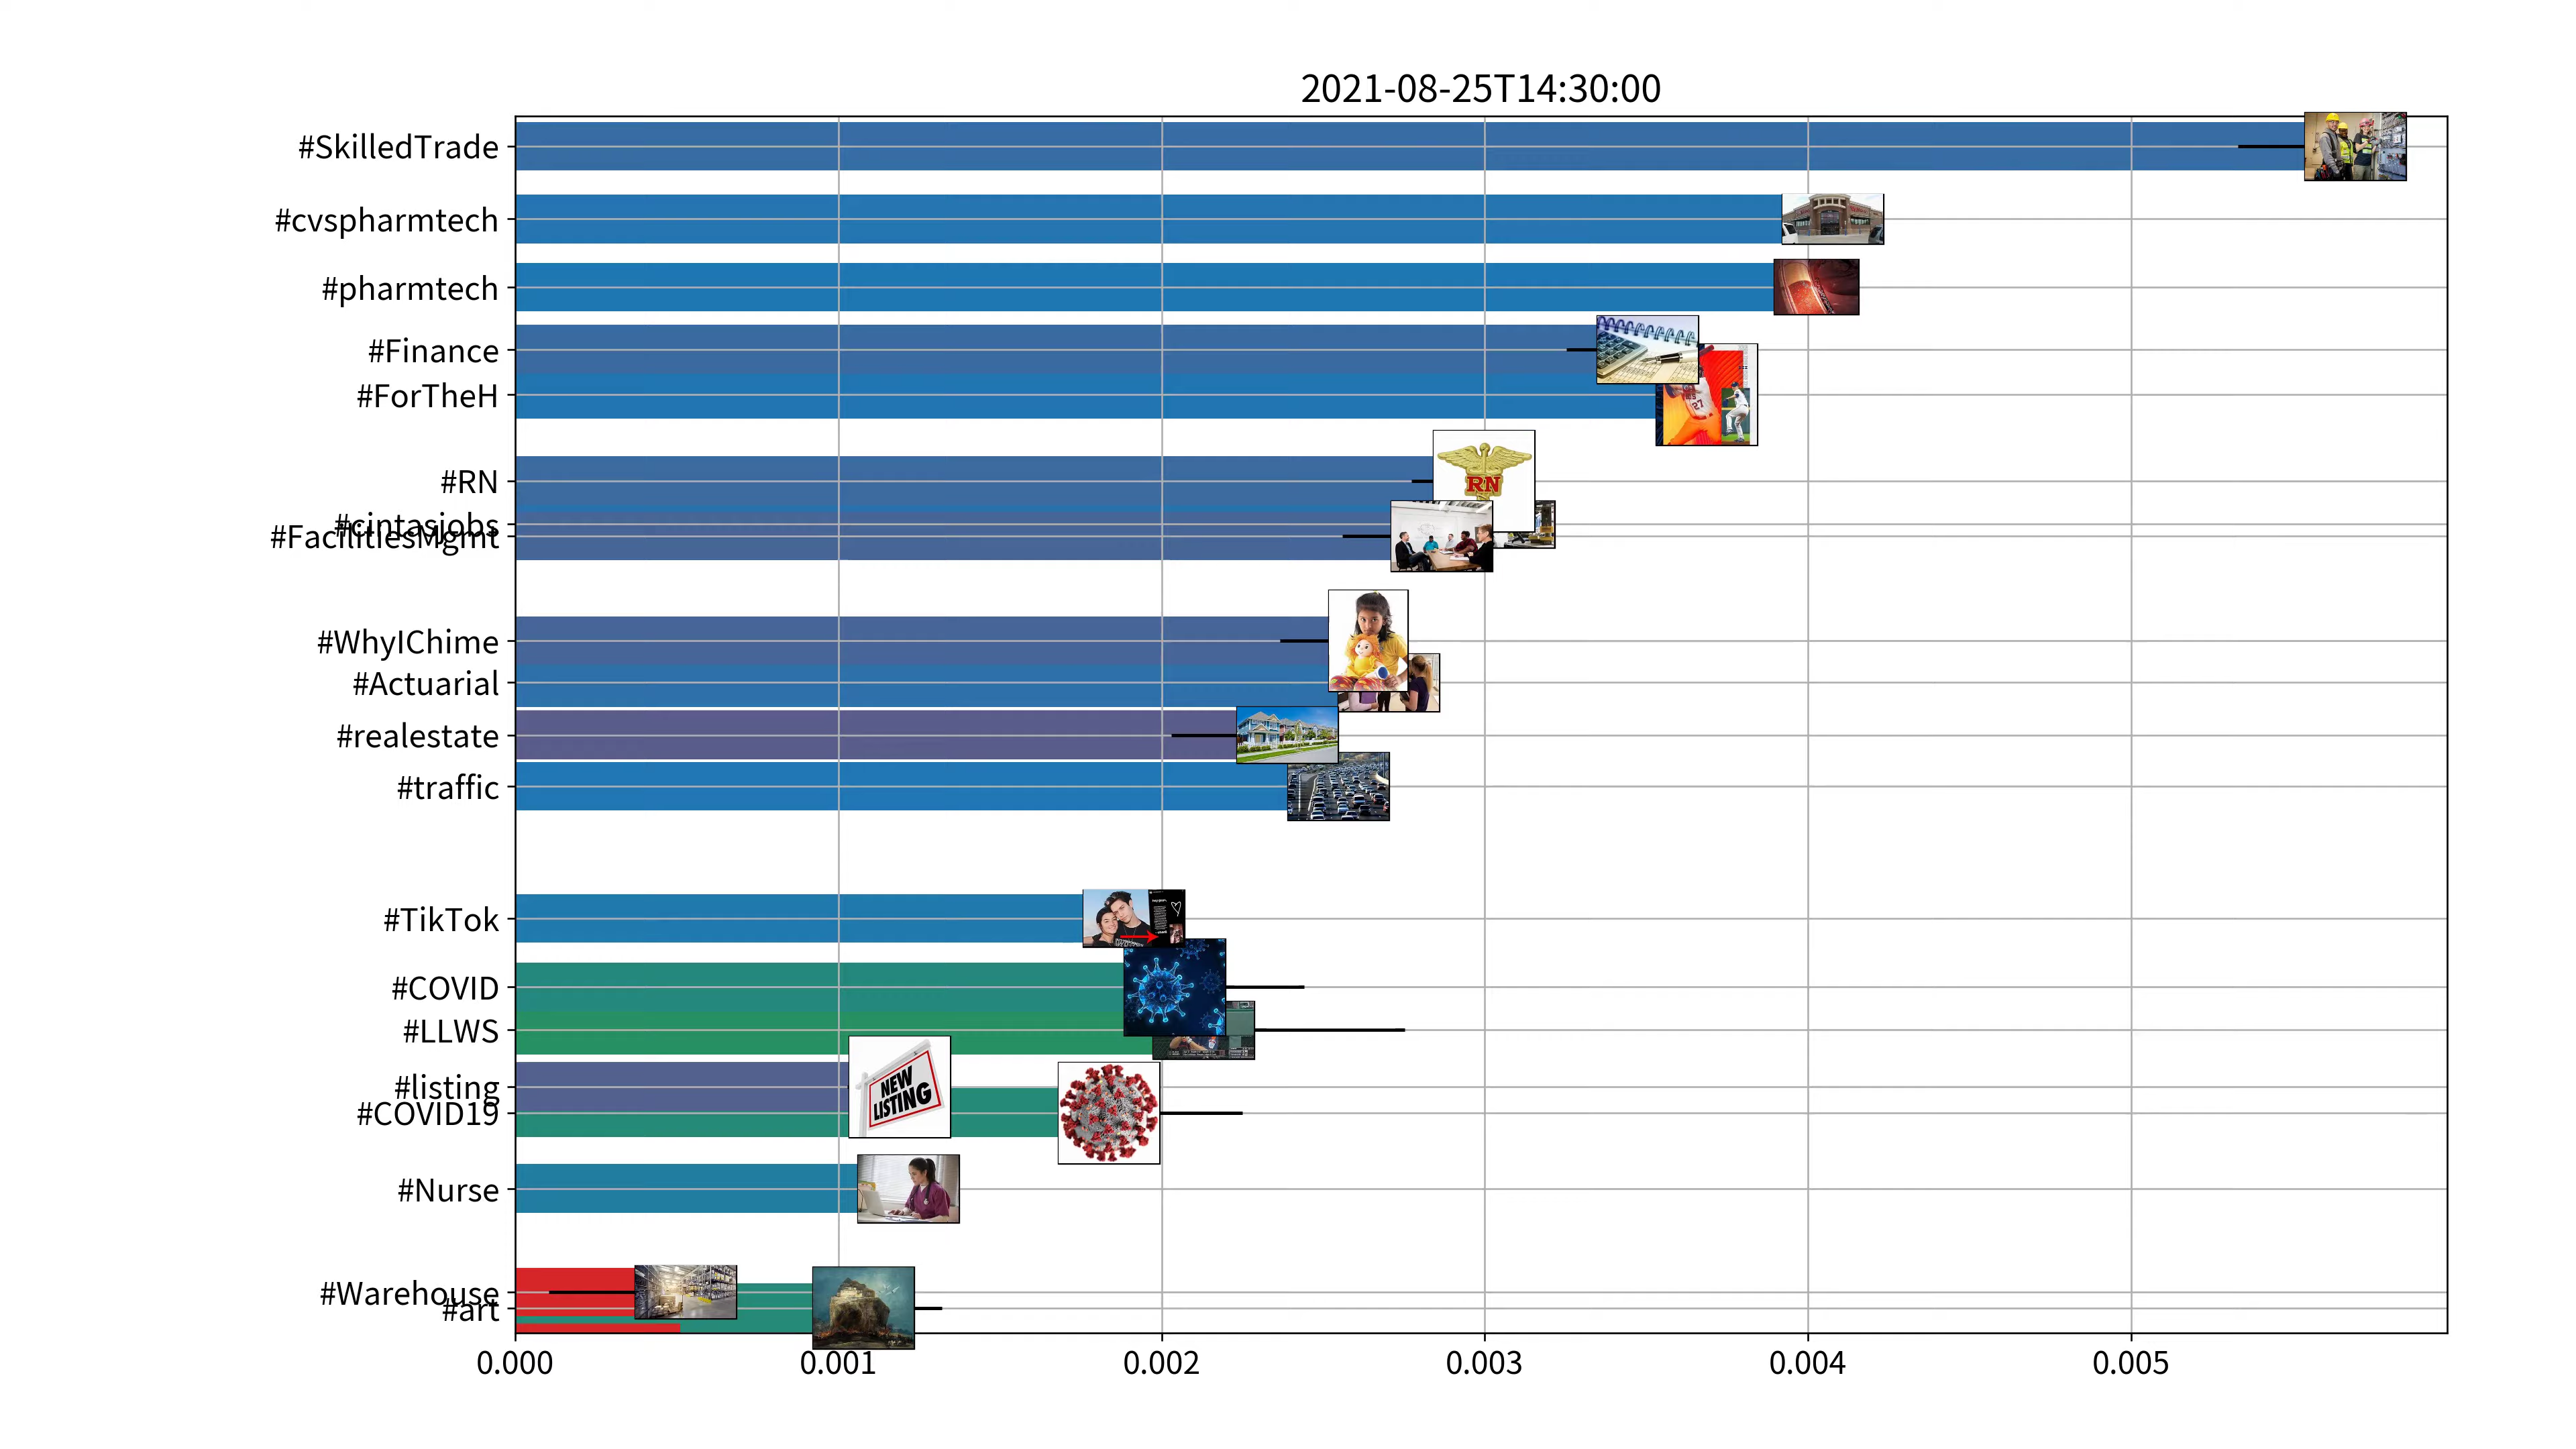 2021-08-25T14:30:00
#SkilledTrade
#cvspharmtech
#pharmtech
#Finance
#ForTheH
27
#RN
RN
#cintasjobs
#FacilitiesMgmt
#WhyIChime
#Actuarial
#realestate
#traffic
#TikTok
#COVID
#LLWS
#listing
NEW
LISTING
#COVID19
#Nurse
#Warehouse
#art
0.000 0.001 0.002 0.003 0.004 0.005